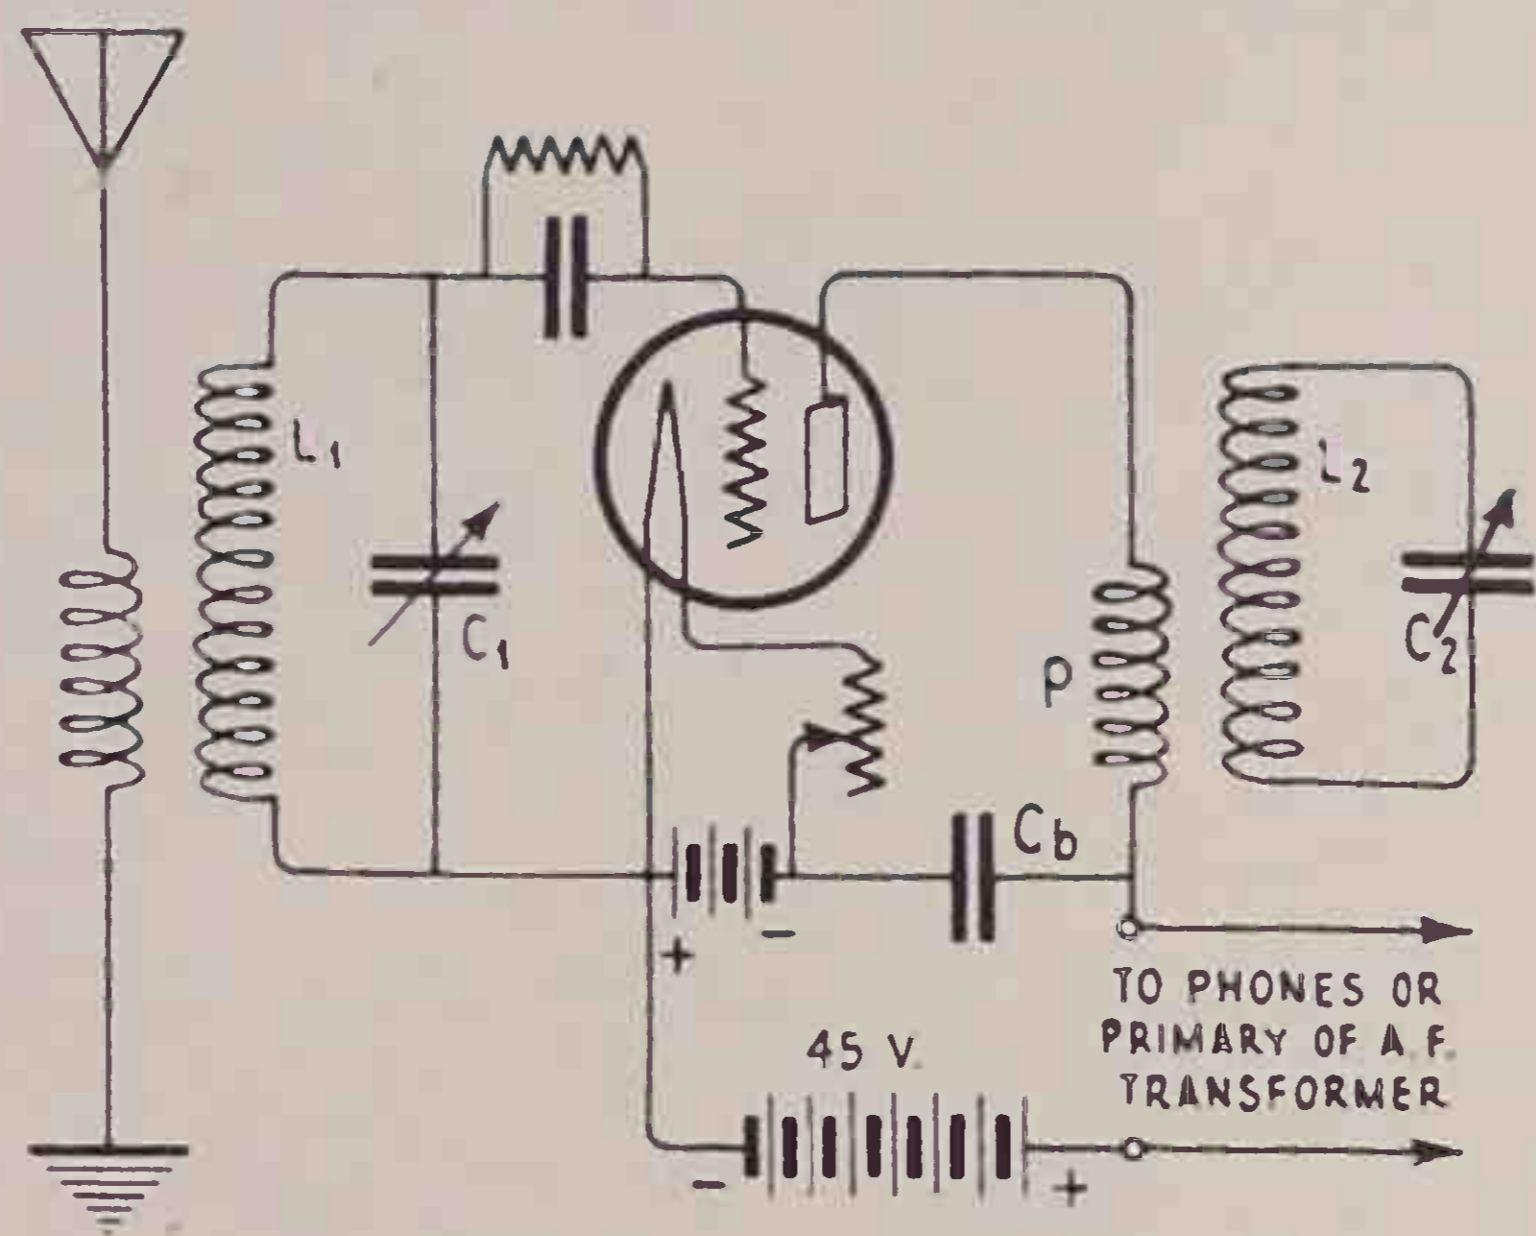 L1
C1
L2
C2
P
Cb
+
−
TO PHONES OR
PRIMARY OF A.F.
TRANSFORMER
45 V.
−
+